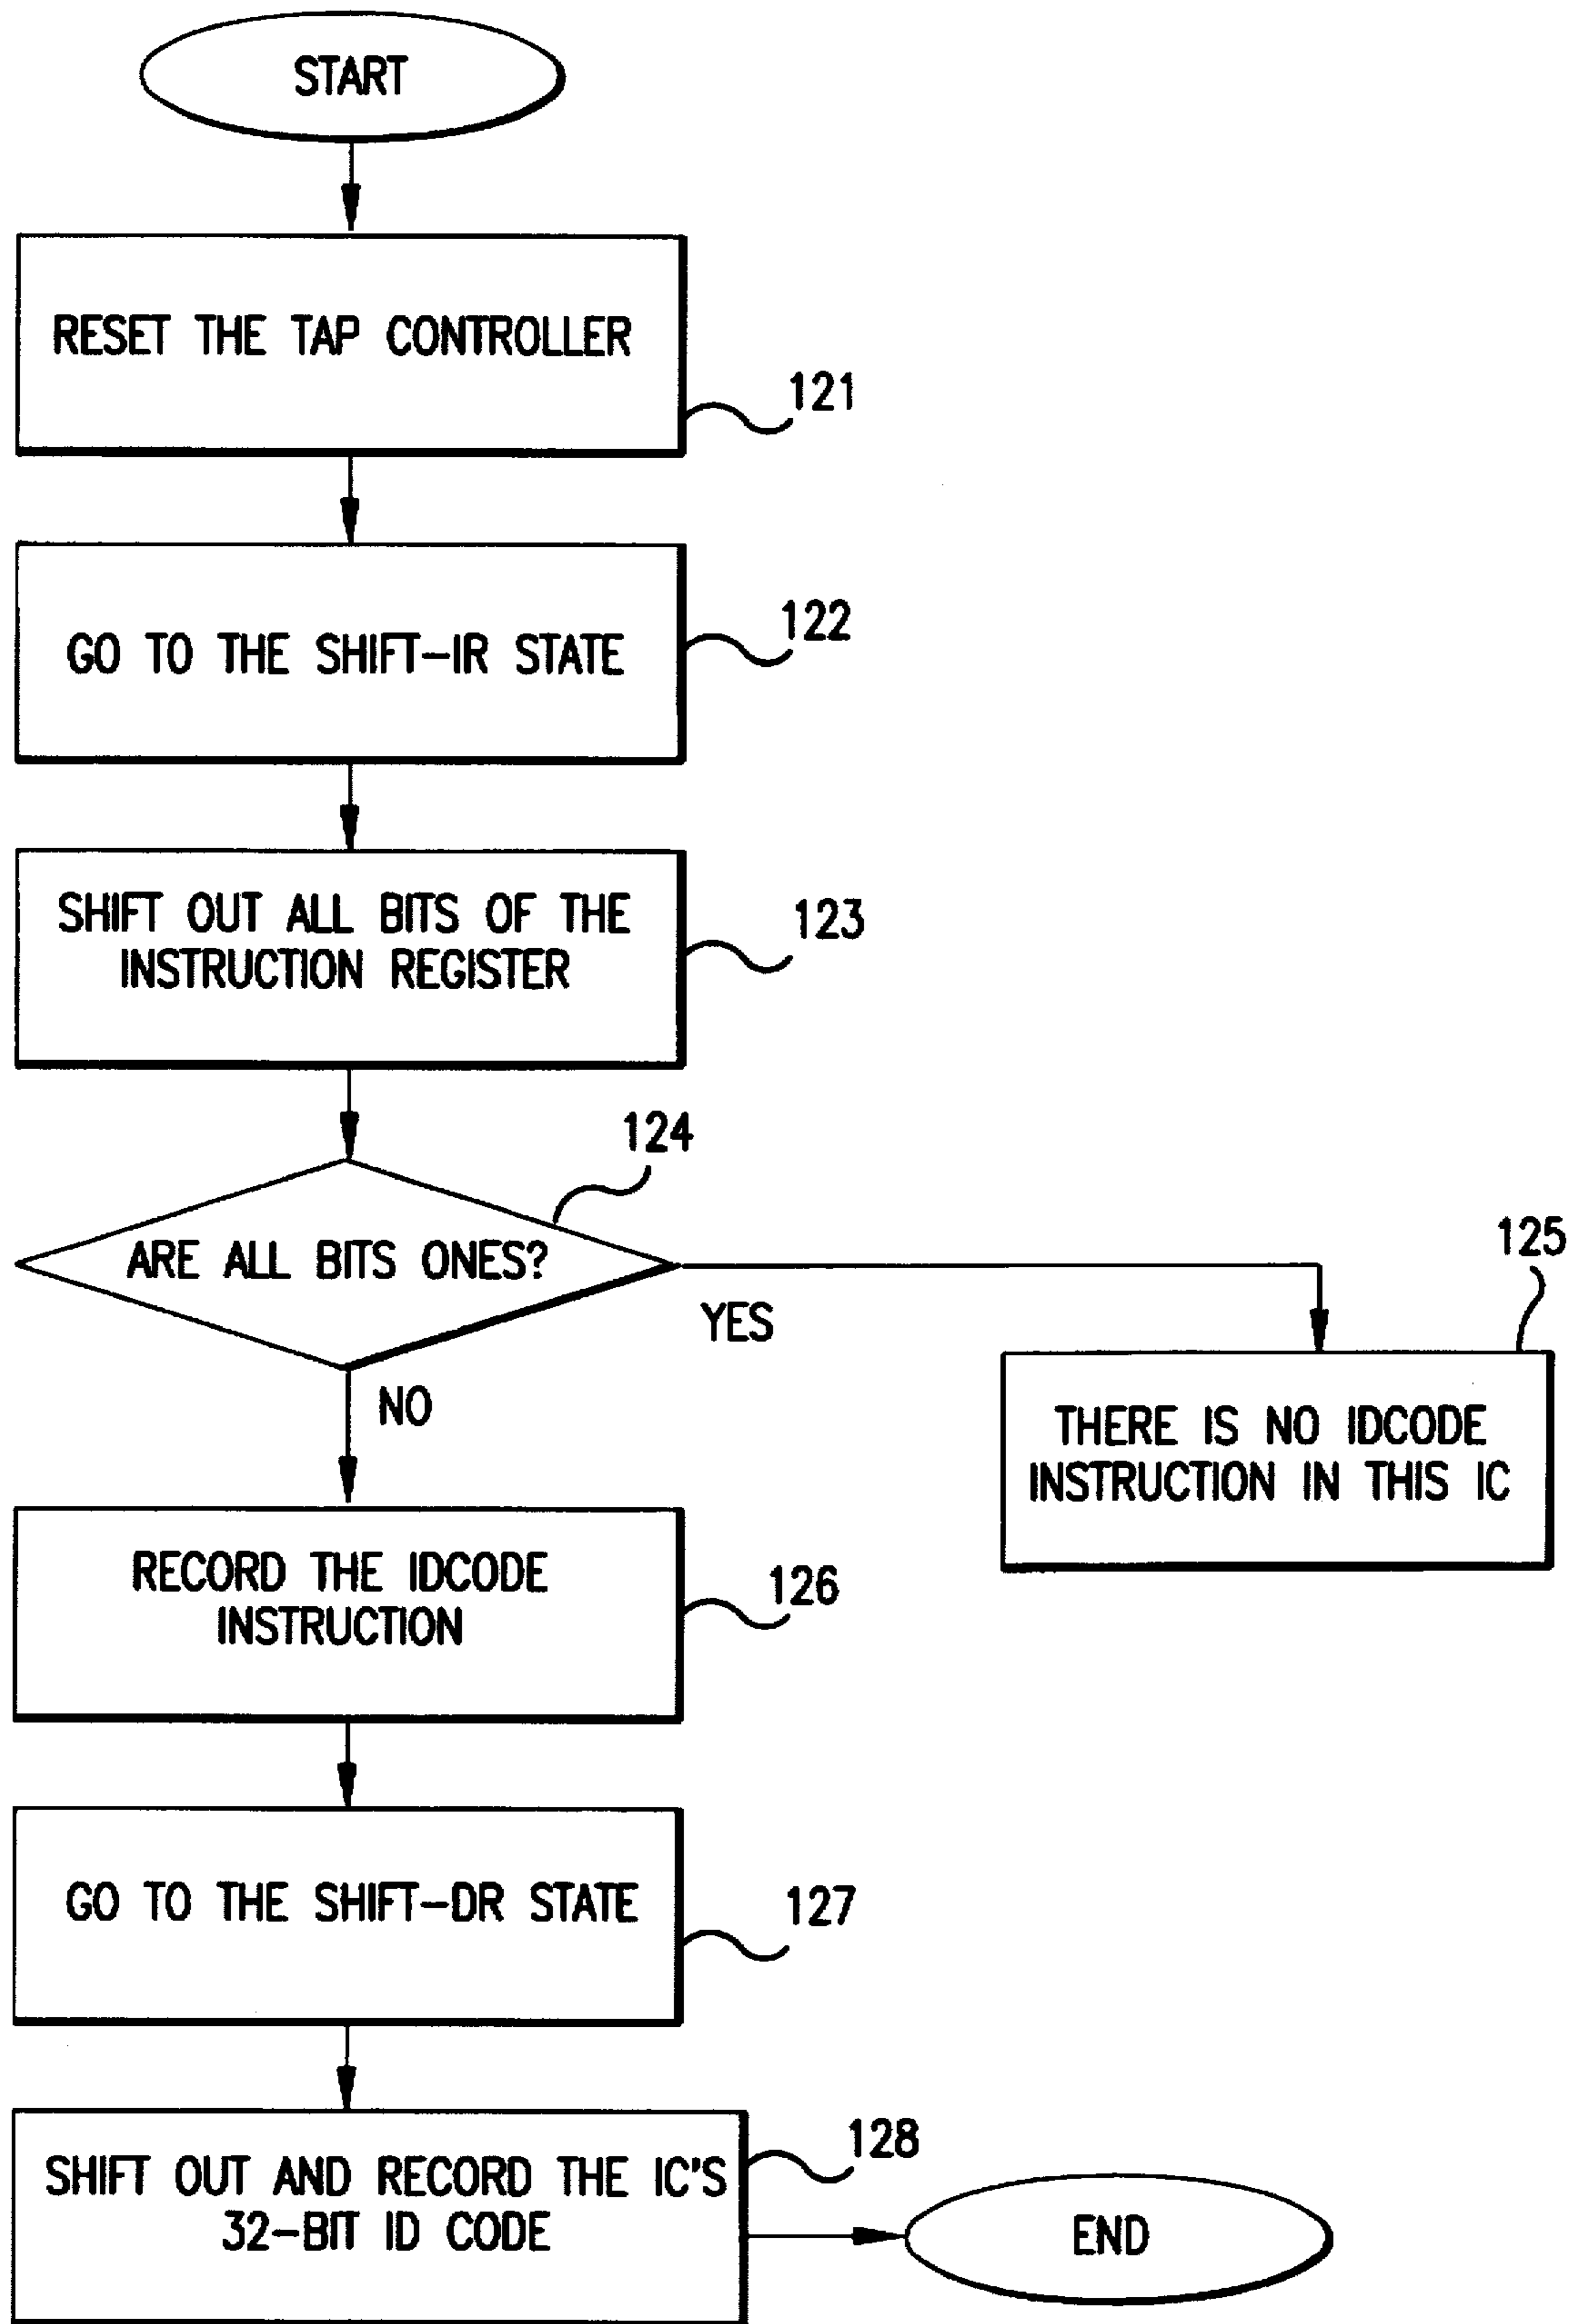 START
RESET THE TAP CONTROLLER
121
GO TO THE SHIFT-IR STATE
122
SHIFT OUT ALL BITS OF THE
INSTRUCTION REGISTER
123
124
ARE ALL BITS ONES?
YES
NO
125
THERE IS NO IDCODE
INSTRUCTION IN THIS IC
RECORD THE IDCODE
INSTRUCTION
126
GO TO THE SHIFT-DR STATE
127
SHIFT OUT AND RECORD THE IC'S
32-BIT ID CODE
128
END